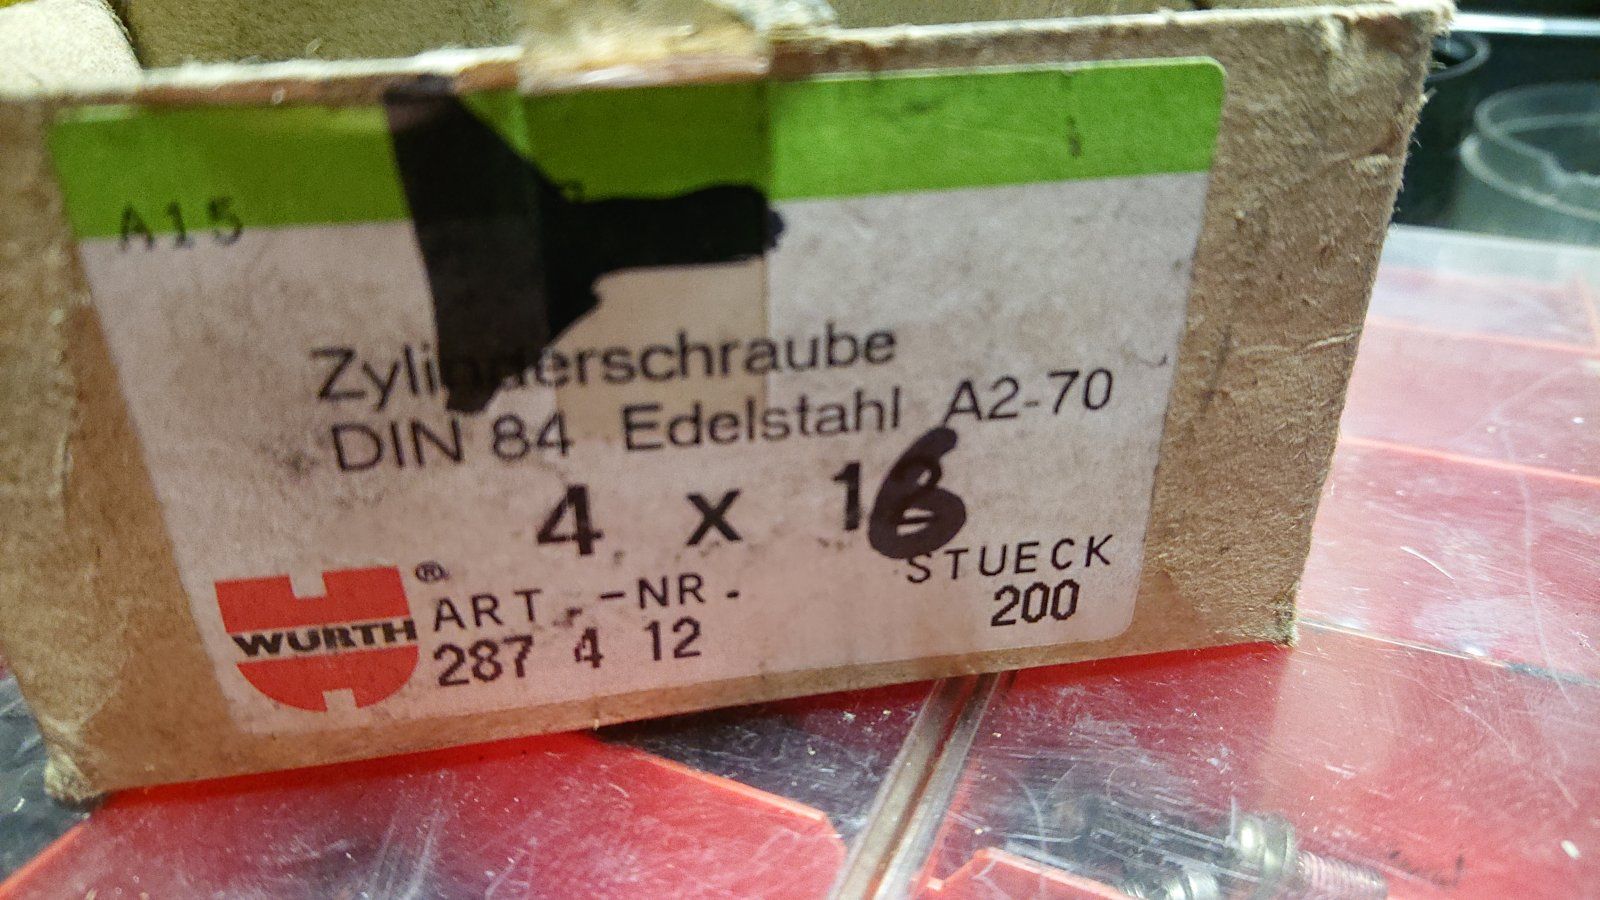 A15
Zylinderschraube
DIN 84 Edelstahl A2-70
4 x 16
STUECK
200
WURTH®
ART.-NR.
287 4 12